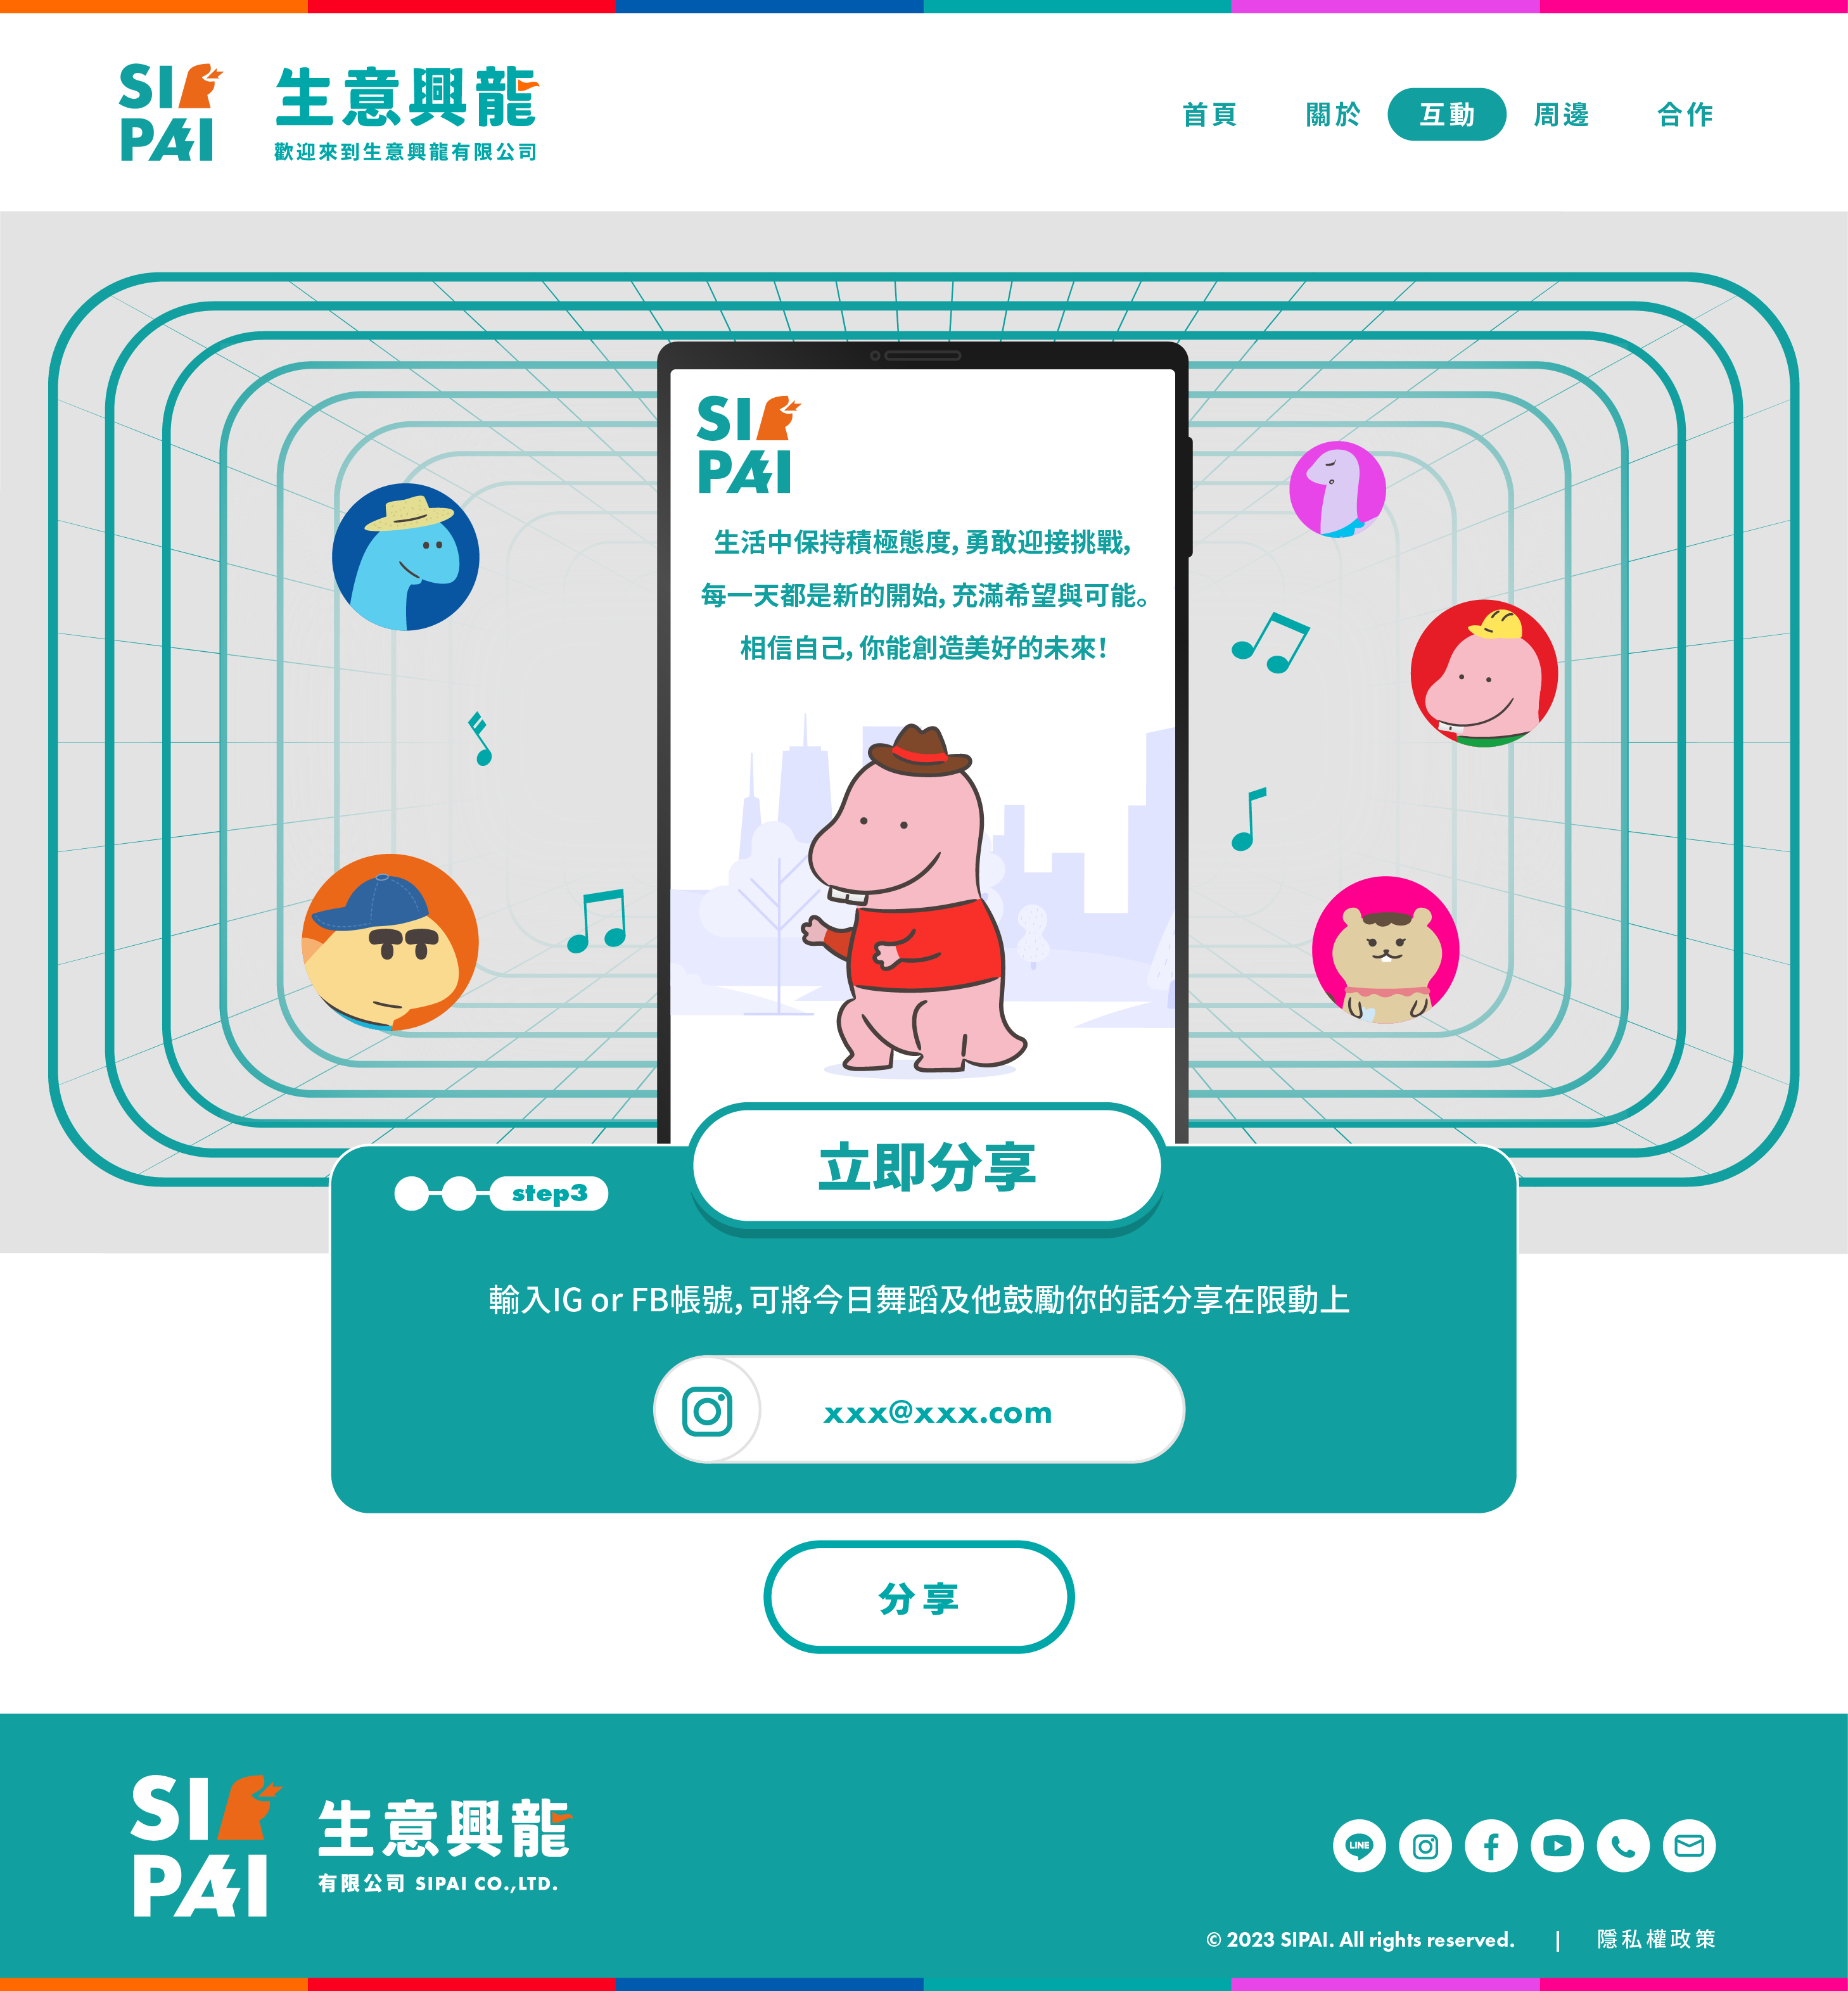 SIPAI
生意興龍
歡迎來到生意興龍有限公司
首頁 關於 互動 周邊 合作
SIPAI
生活中保持積極態度，勇敢迎接挑戰，
每一天都是新的開始，充滿希望與可能。
相信自己，你能創造美好的未來！
立即分享
step3
輸入IG or FB帳號，可將今日舞蹈及他鼓勵你的話分享在限動上
xxx@xxx.com
分享
SIPAI
生意興龍
有限公司 SIPAI CO.,LTD.
LINE
© 2023 SIPAI. All rights reserved. | 隱私權政策